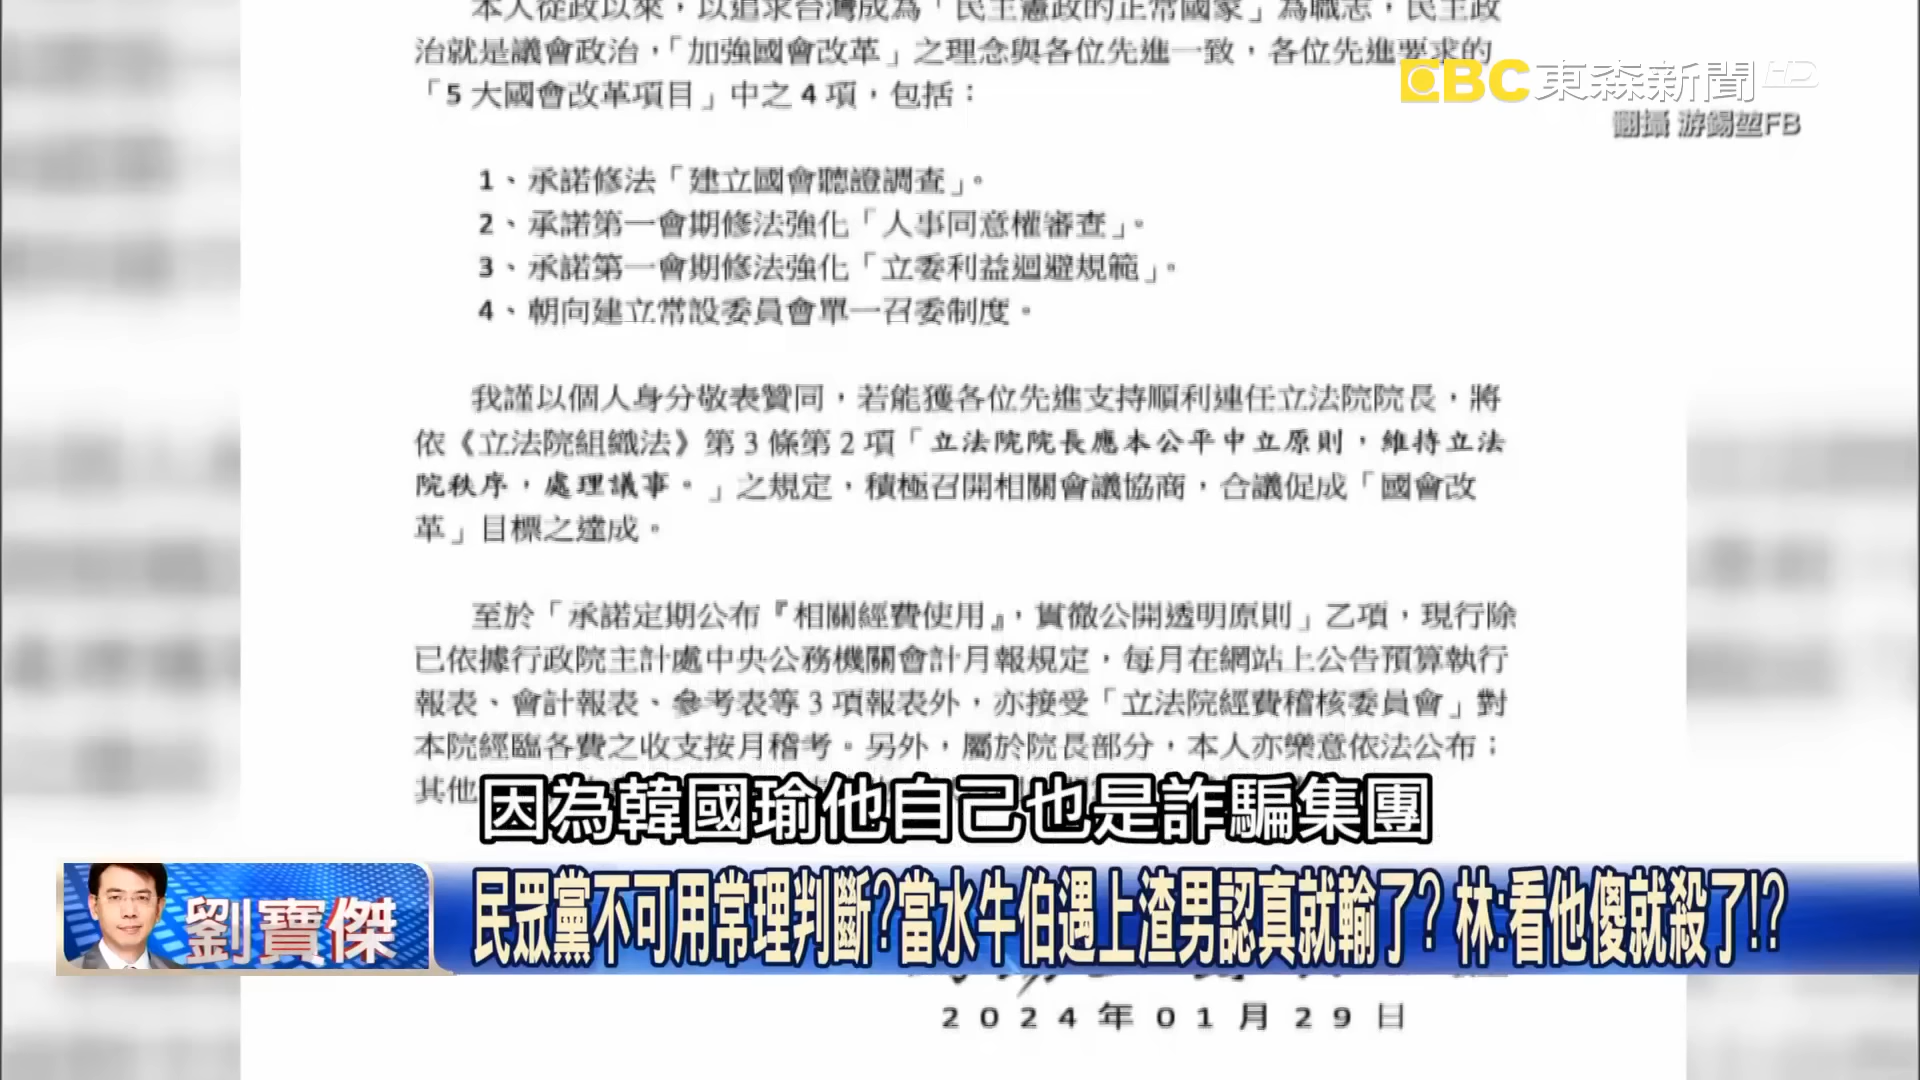 本人從政以來，以追求台灣成為「民主憲政的正常國家」為職志，民主政
治就是議會政治，「加強國會改革」之理念與各位先進一致，各位先進要求的
「5 大國會改革項目」中之 4 項，包括：
EBC 東森新聞 HD
翻攝 游錫堃FB
1、承諾修法「建立國會聽證調查」。
2、承諾第一會期修法強化「人事同意權審查」。
3、承諾第一會期修法強化「立委利益迴避規範」。
4、朝向建立常設委員會單一召委制度。
我謹以個人身分敬表贊同，若能獲各位先進支持順利連任立法院院長，將
依《立法院組織法》第 3 條第 2 項「立法院院長應本公平中立原則，維持立法
院秩序，處理議事。」之規定，積極召開相關會議協商，合議促成「國會改
革」目標之達成。
至於「承諾定期公布『相關經費使用』，實徹公開透明原則」乙項，現行除
已依據行政院主計處中央公務機關會計月報規定，每月在網站上公告預算執行
報表、會計報表、參考表等 3 項報表外，亦接受「立法院經費稽核委員會」對
本院經臨各費之收支按月稽考。另外，屬於院長部分，本人亦樂意依法公布；
其他
因為韓國瑜他自己也是詐騙集團
劉寶傑
民眾黨不可用常理判斷?當水牛伯遇上渣男認真就輸了? 林:看他傻就殺了!?
2024年01月29日